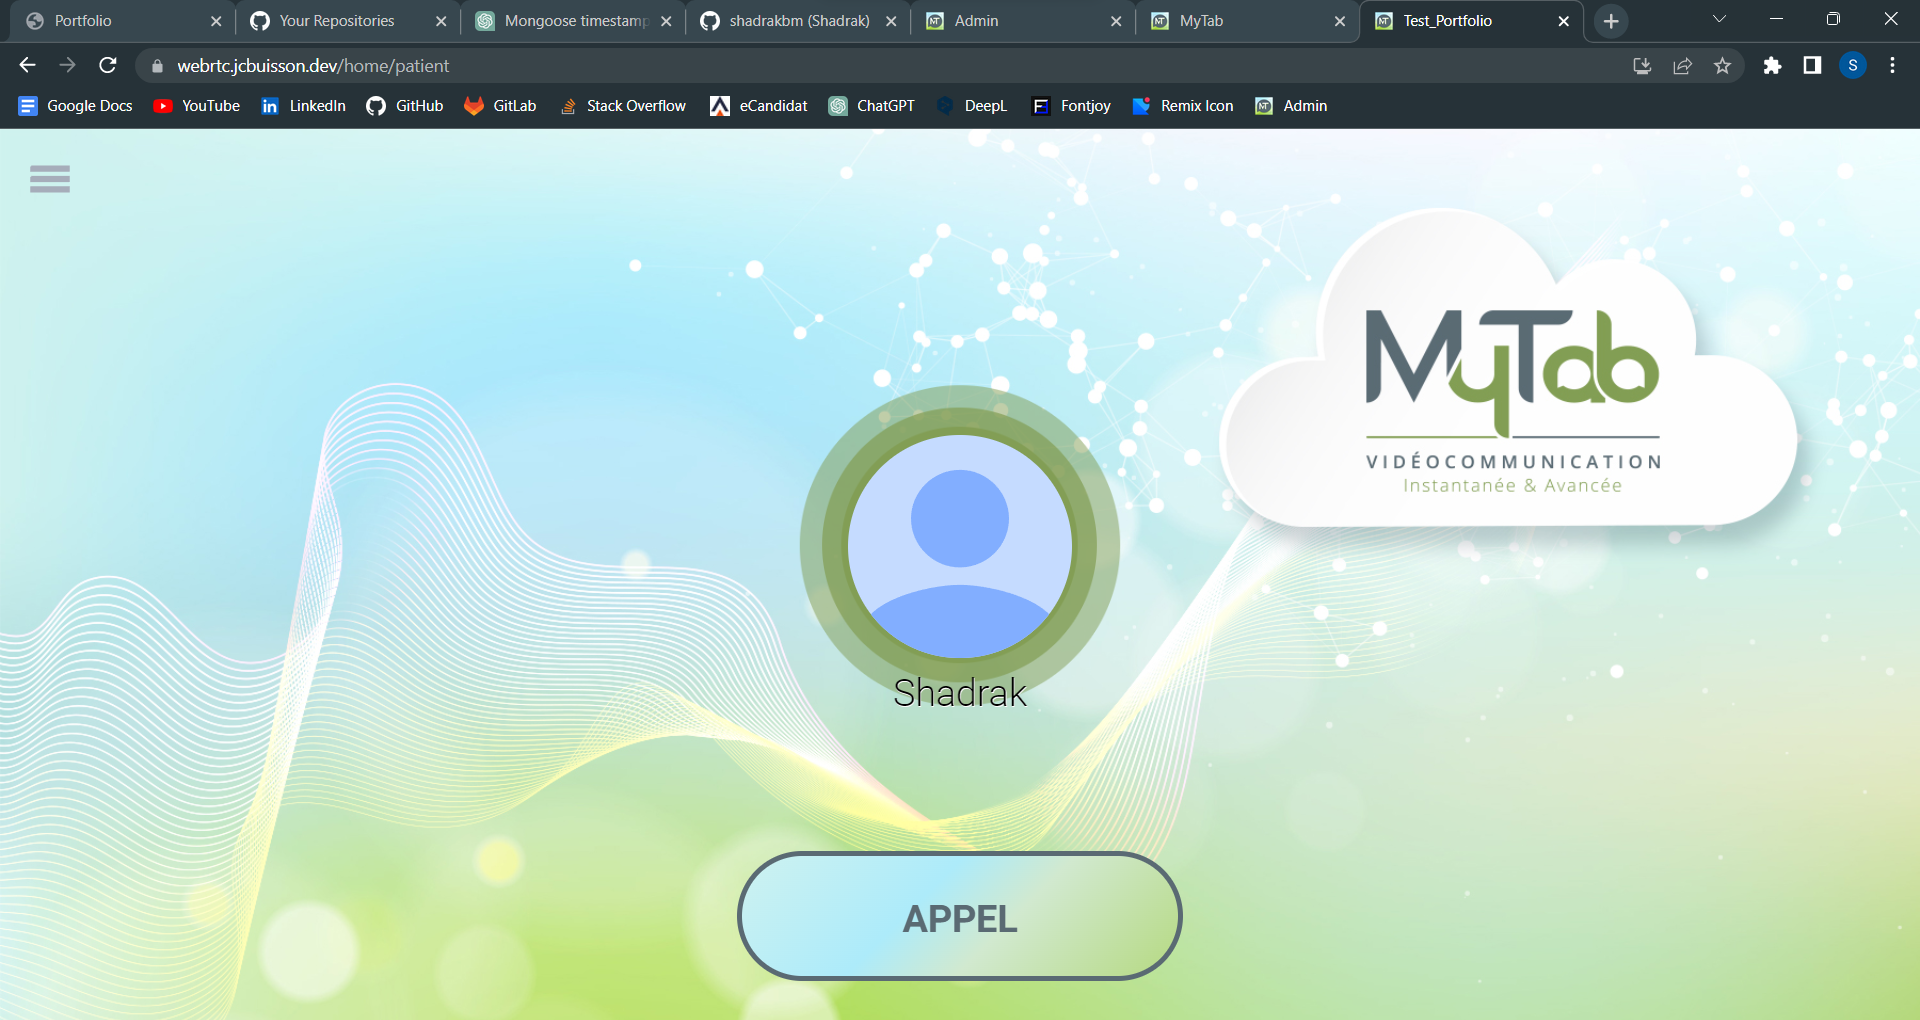 Portfolio
Your Repositories
Mongoose timestamp
shadrakbm (Shadrak)
Admin
MyTab
Test_Portfolio
webrtc.jcbuisson.dev/home/patient
S
Google Docs
YouTube
LinkedIn
GitHub
GitLab
Stack Overflow
eCandidat
ChatGPT
DeepL
Fontjoy
Remix Icon
Admin
MyTab
VIDÉOCOMMUNICATION
Instantanée & Avancée
Shadrak
APPEL